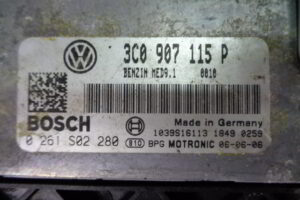 3C0 907 115 P
BENZIN MED9.1 0010
Made in Germany
BOSCH
1039S16113 1849 0259
0 261 S02 280
BPG MOTRONIC 06-06-08